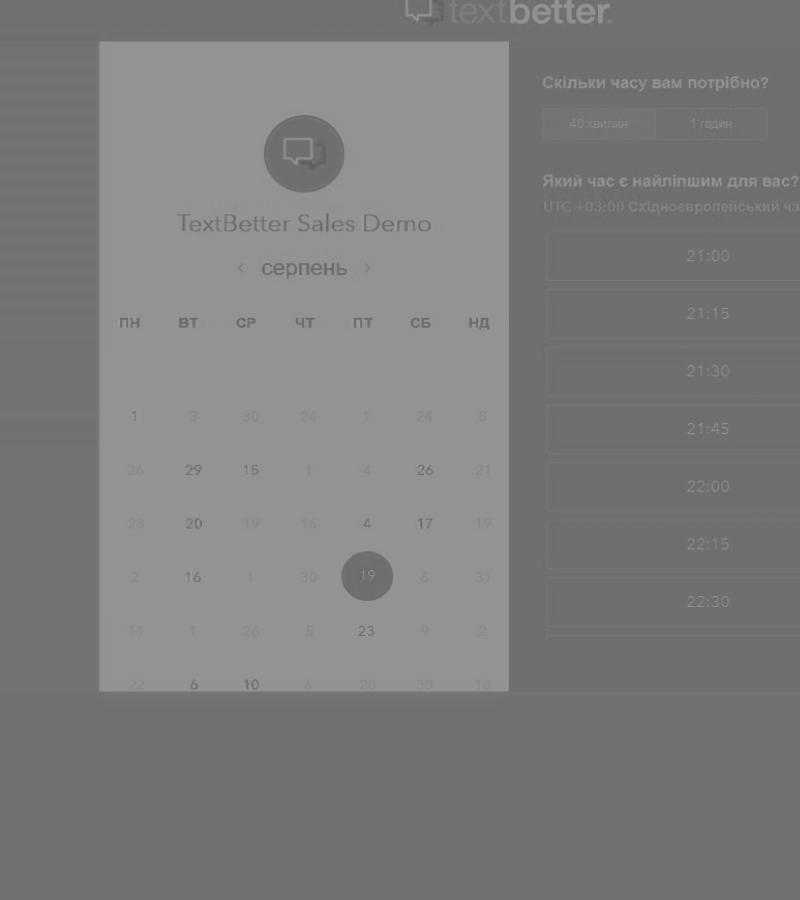 textbetter.
TextBetter Sales Demo
‹ серпень ›
ПН ВТ СР ЧТ ПТ СБ НД
1 3 30 24 1 24 8
26 29 15 1 4 26 21
28 20 19 16 4 17 19
2 16 1 30 19 6 31
11 1 26 5 23 9 2
22 6 10 6 20 30 18
Скільки часу вам потрібно?
40 хвилин 1 годин
Який час є найліпшим для вас?
UTC +03:00 Східноєвропейський ча
21:00
21:15
21:30
21:45
22:00
22:15
22:30